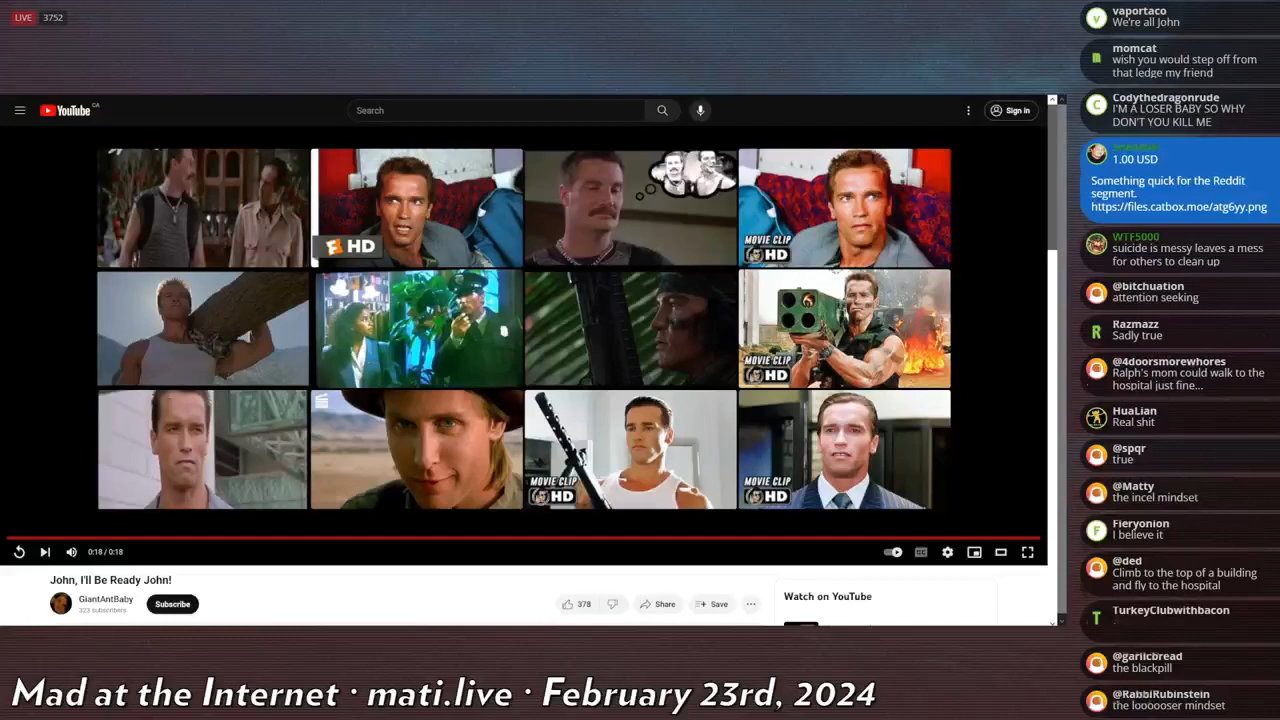 LIVE 3752
YouTube CA
Search
Sign in
HD
MOVIE CLIP
HD
MOVIE CLIP
HD
MOVIE CLIP
HD
MOVIE CLIP
HD
0:18 / 0:18
John, I'll Be Ready John!
GiantAntBaby
323 subscribers
Subscribe
378
Share
Save
Watch on YouTube
Mad at the Internet · mati.live · February 23rd, 2024
vaportaco
We're all John
momcat
wish you would step off from
that ledge my friend
Codythedragonrude
I'M A LOSER BABY SO WHY
DON'T YOU KILL ME
1.00 USD
Something quick for the Reddit
segment.
https://files.catbox.moe/atg6yy.png
WTF5000
suicide is messy leaves a mess
for others to clean up
@bitchuation
attention seeking
Razmazz
Sadly true
@4doorsmorewhores
Ralph's mom could walk to the
hospital just fine...
HuaLian
Real shit
@spqr
true
@Matty
the incel mindset
Fieryonion
I believe it
@ded
Climb to the top of a building
and fly to the hospital
TurkeyClubwithbacon
@garlicbread
the blackpill
@RabbiRubinstein
the looooser mindset